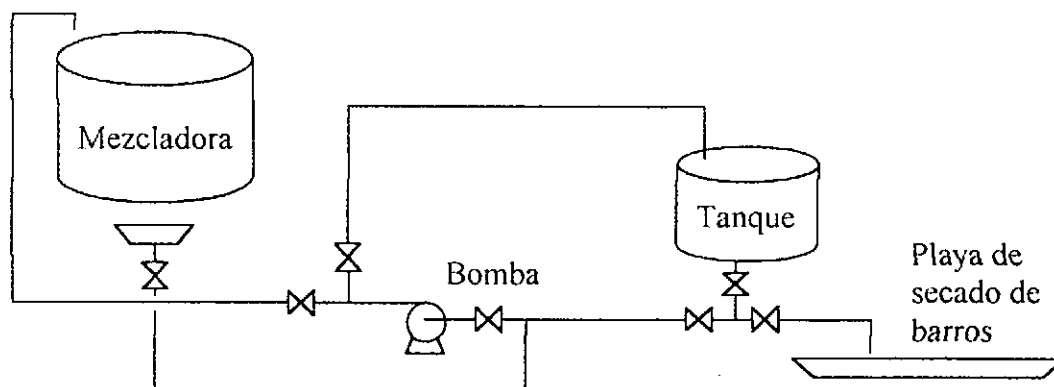 Mezcladora
Tanque
Bomba
Playa de
secado de
barros